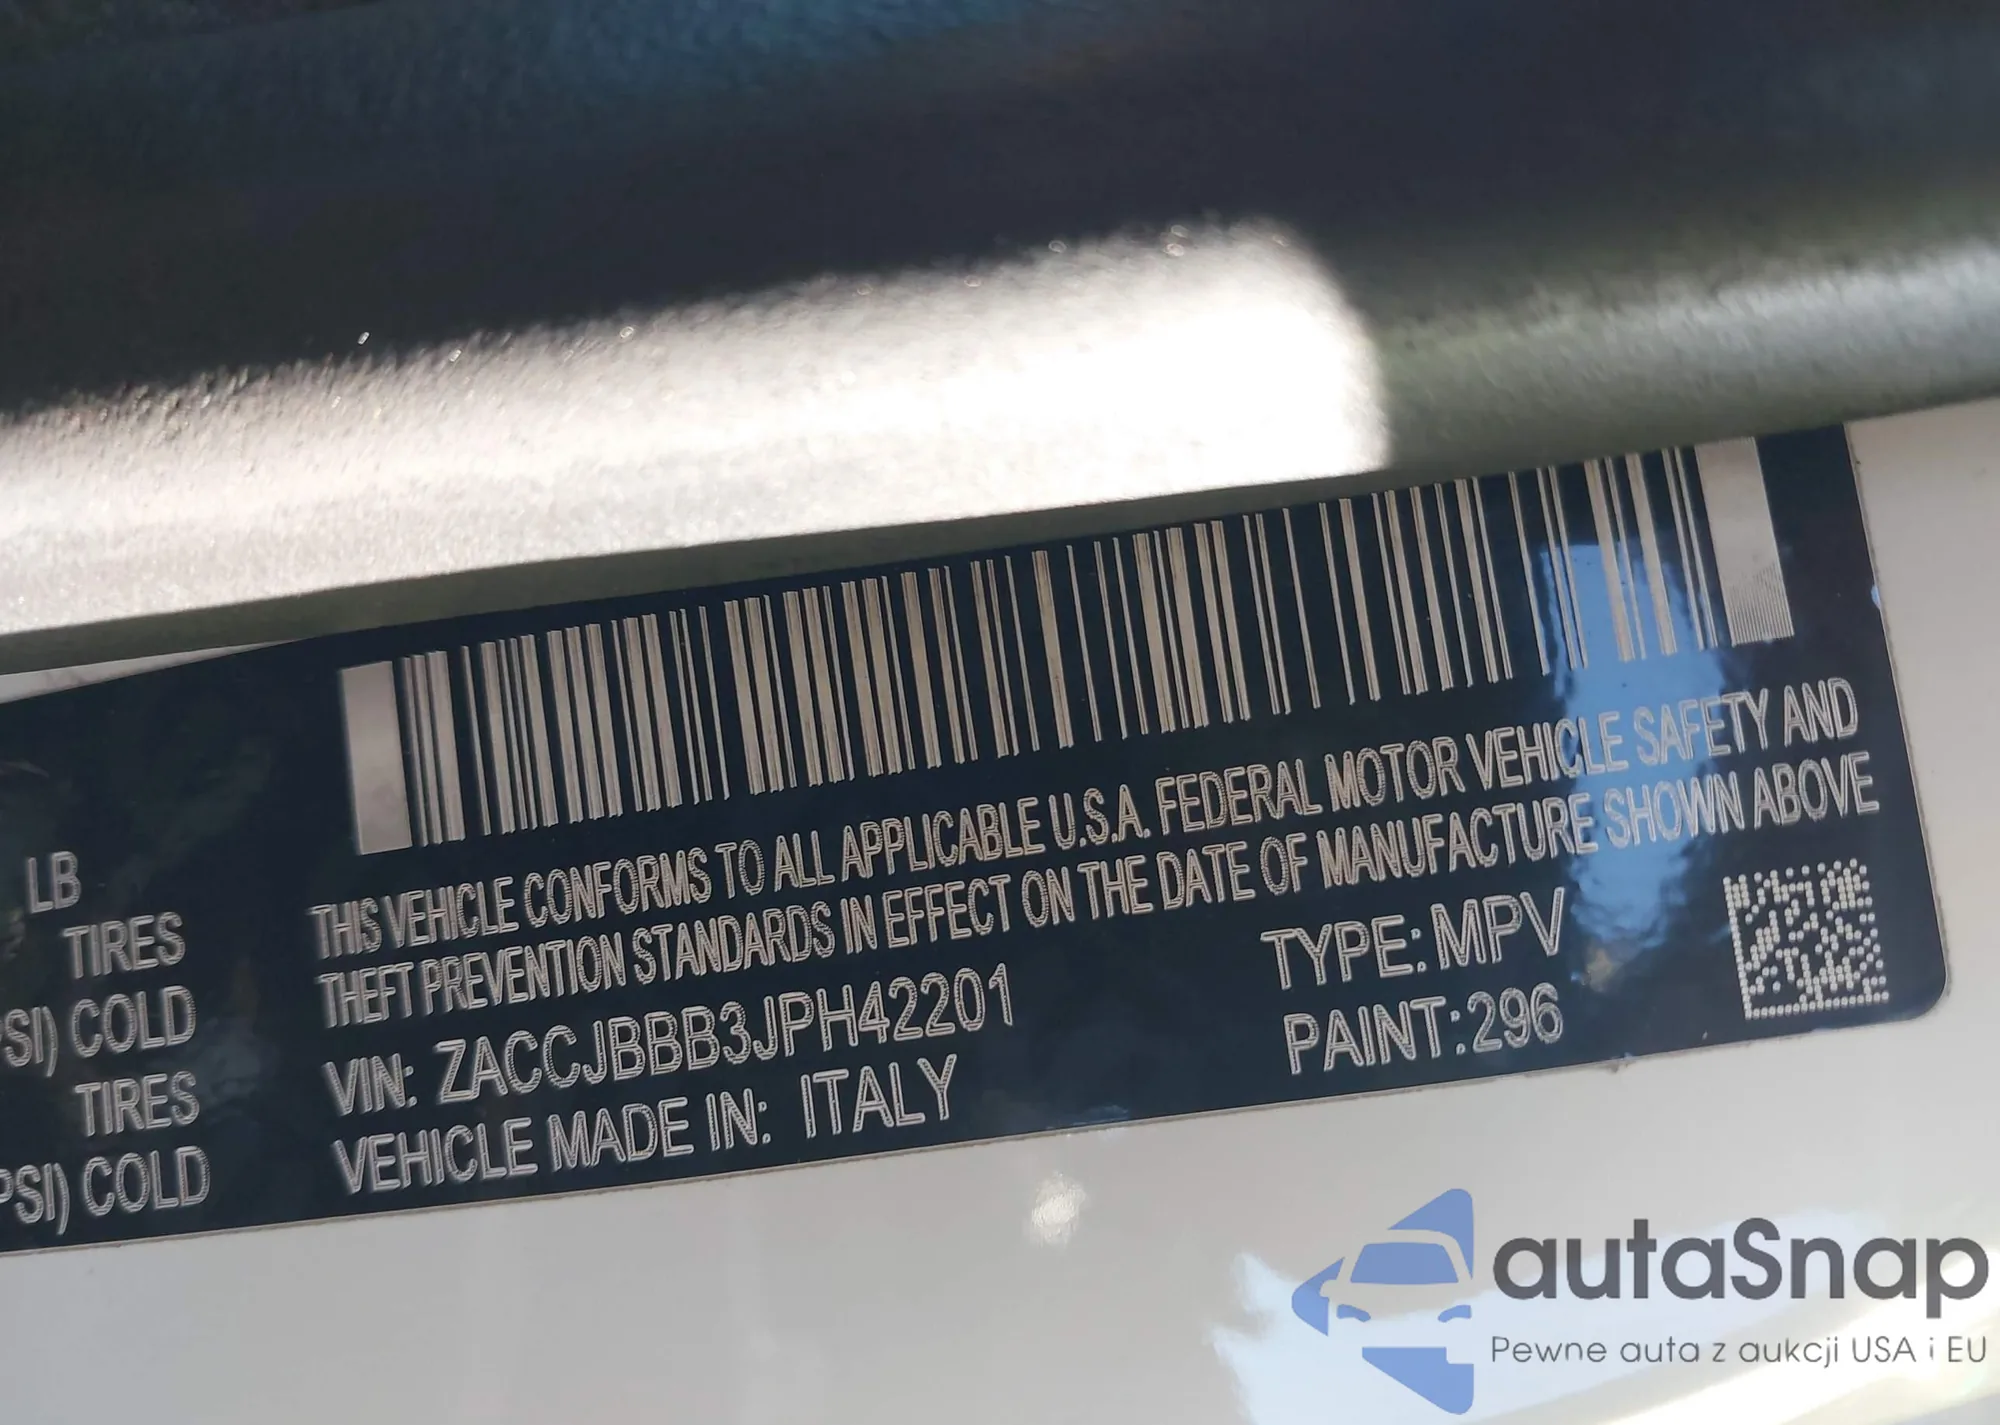 THIS VEHICLE CONFORMS TO ALL APPLICABLE U.S.A. FEDERAL MOTOR VEHICLE SAFETY AND
THEFT PREVENTION STANDARDS IN EFFECT ON THE DATE OF MANUFACTURE SHOWN ABOVE
VIN: ZACCJBBB3JPH42201
VEHICLE MADE IN: ITALY
TYPE: MPV
PAINT:296
LB
TIRES
PSI) COLD
TIRES
PSI) COLD
autaSnap
Pewne auta z aukcji USA i EU